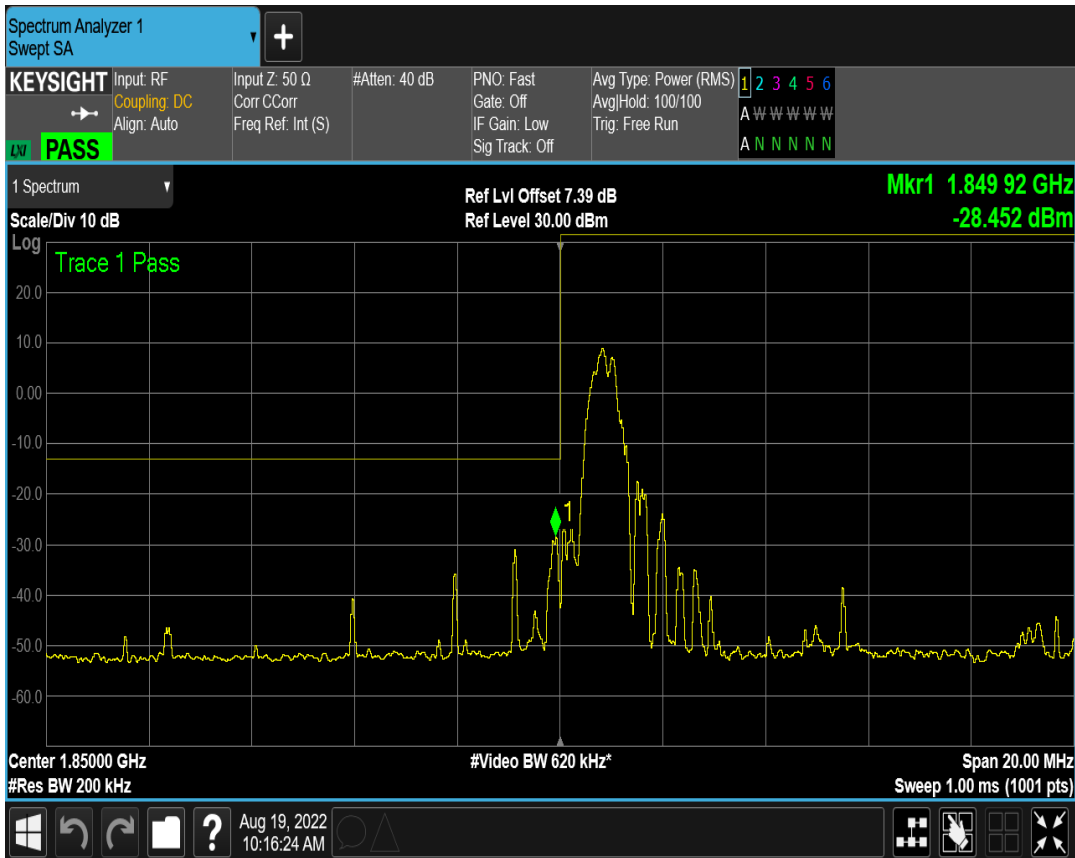 Spectrum Analyzer 1
Swept SA
+
KEYSIGHT
LXI PASS
Input: RF
Coupling: DC
Align: Auto
Input Z: 50 Ω
Corr CCorr
Freq Ref: Int (S)
#Atten: 40 dB
PNO: Fast
Gate: Off
IF Gain: Low
Sig Track: Off
Avg Type: Power (RMS)
Avg|Hold: 100/100
Trig: Free Run
1 2 3 4 5 6
A W W W W W
A N N N N N
1 Spectrum
Scale/Div 10 dB
Ref Lvl Offset 7.39 dB
Ref Level 30.00 dBm
Mkr1 1.849 92 GHz
-28.452 dBm
Log
Trace 1 Pass
20.0
10.0
0.00
-10.0
-20.0
1
-30.0
-40.0
-50.0
-60.0
Center 1.85000 GHz
#Video BW 620 kHz*
Span 20.00 MHz
#Res BW 200 kHz
Sweep 1.00 ms (1001 pts)
?
Aug 19, 2022
10:16:24 AM